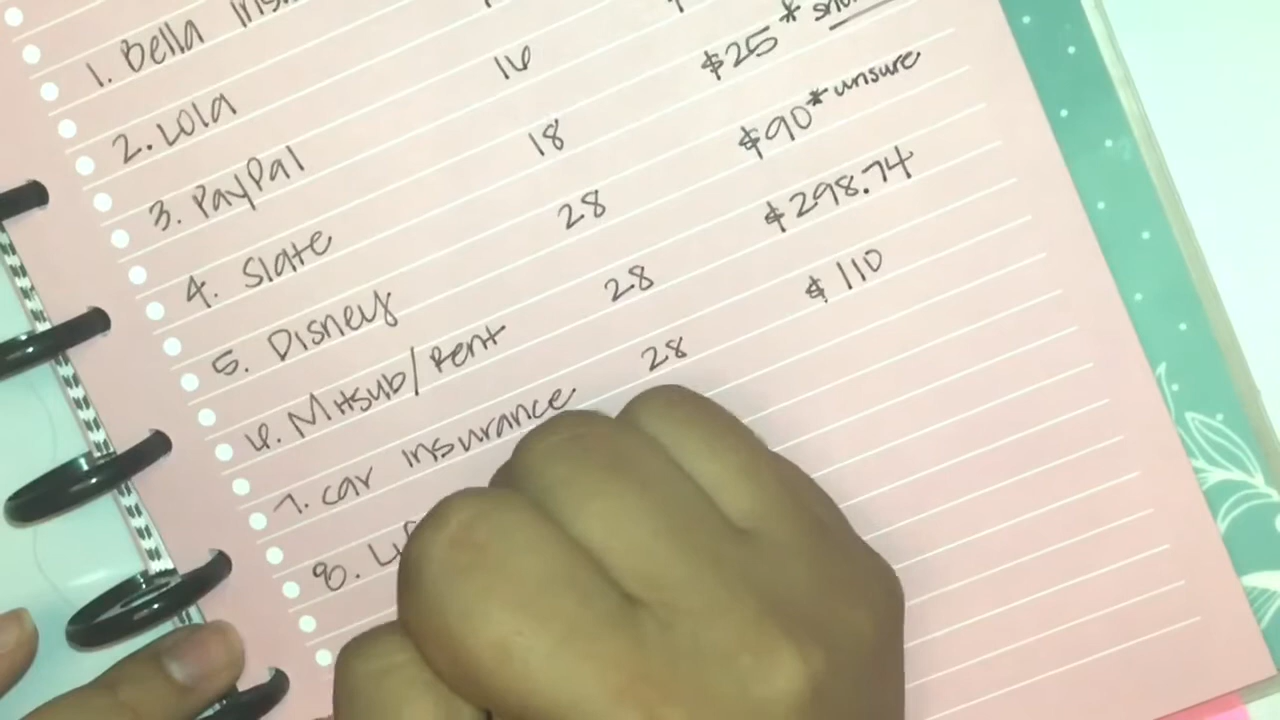 1. Bella
2. Lola
3. PayPal 16
4. Slate 18 $25 *
5. Disney 28 $90 * unsure
6. Mitsub/Rent 28 $298.74
7. car insurance 28 $110
8.